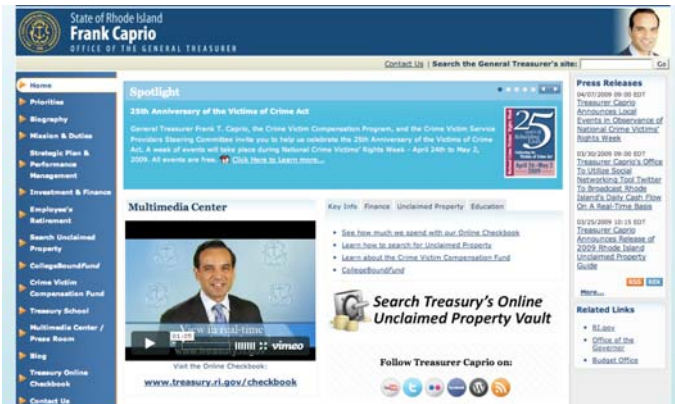 State of Rhode Island
Frank Caprio
OFFICE OF THE GENERAL TREASURER
Contact Us | Search the General Treasurer's site: Go
Home
Priorities
Biography
Mission & Duties
Strategic Plan &
Performance
Management
Investment & Finance
Employee's
Retirement
Search Unclaimed
Property
CollegeBoundfund
Crime Victim
Compensation Fund
Treasury School
Multimedia Center /
Press Room
Blog
Treasury Online
Checkbook
Contact Us
Spotlight
25th Anniversary of the Victims of Crime Act
General Treasurer Frank T. Caprio, the Crime Victim Compensation Program, and the Crime Victim Service
Providers Steering Committee invite you to help us celebrate the 25th Anniversary of the Victims of Crime
Act. A week of events will take place during National Crime Victims' Rights Week - April 24th to May 2,
2009. All events are free. Click Here to Learn more...
25
Years of
April 26-May 2
2009
Multimedia Center
View in real-time
01:05
vimeo
Visit the Online Checkbook:
www.treasury.ri.gov/checkbook
Key Info Finance Unclaimed Property Education
See how much we spend with our Online Checkbook
Learn how to search for Unclaimed Property
Learn about the Crime Victim Compensation Fund
CollegeBoundfund
Search Treasury's Online
Unclaimed Property Vault
Follow Treasurer Caprio on:
Press Releases
04/07/2009 09:00 EDT
Treasurer Caprio
Announces Local
Events in Observance of
National Crime Victims'
Rights Week
03/30/2009 09:00 EDT
Treasurer Caprio's Office
To Utilize Social
Networking Tool Twitter
To Broadcast Rhode
Island's Daily Cash Flow
On A Real-Time Basis
03/25/2009 10:15 EDT
Treasurer Caprio
Announces Release of
2009 Rhode Island
Unclaimed Property
Guide
RSS RDX
More...
Related Links
RI.gov
Office of the
Governor
Budget Office